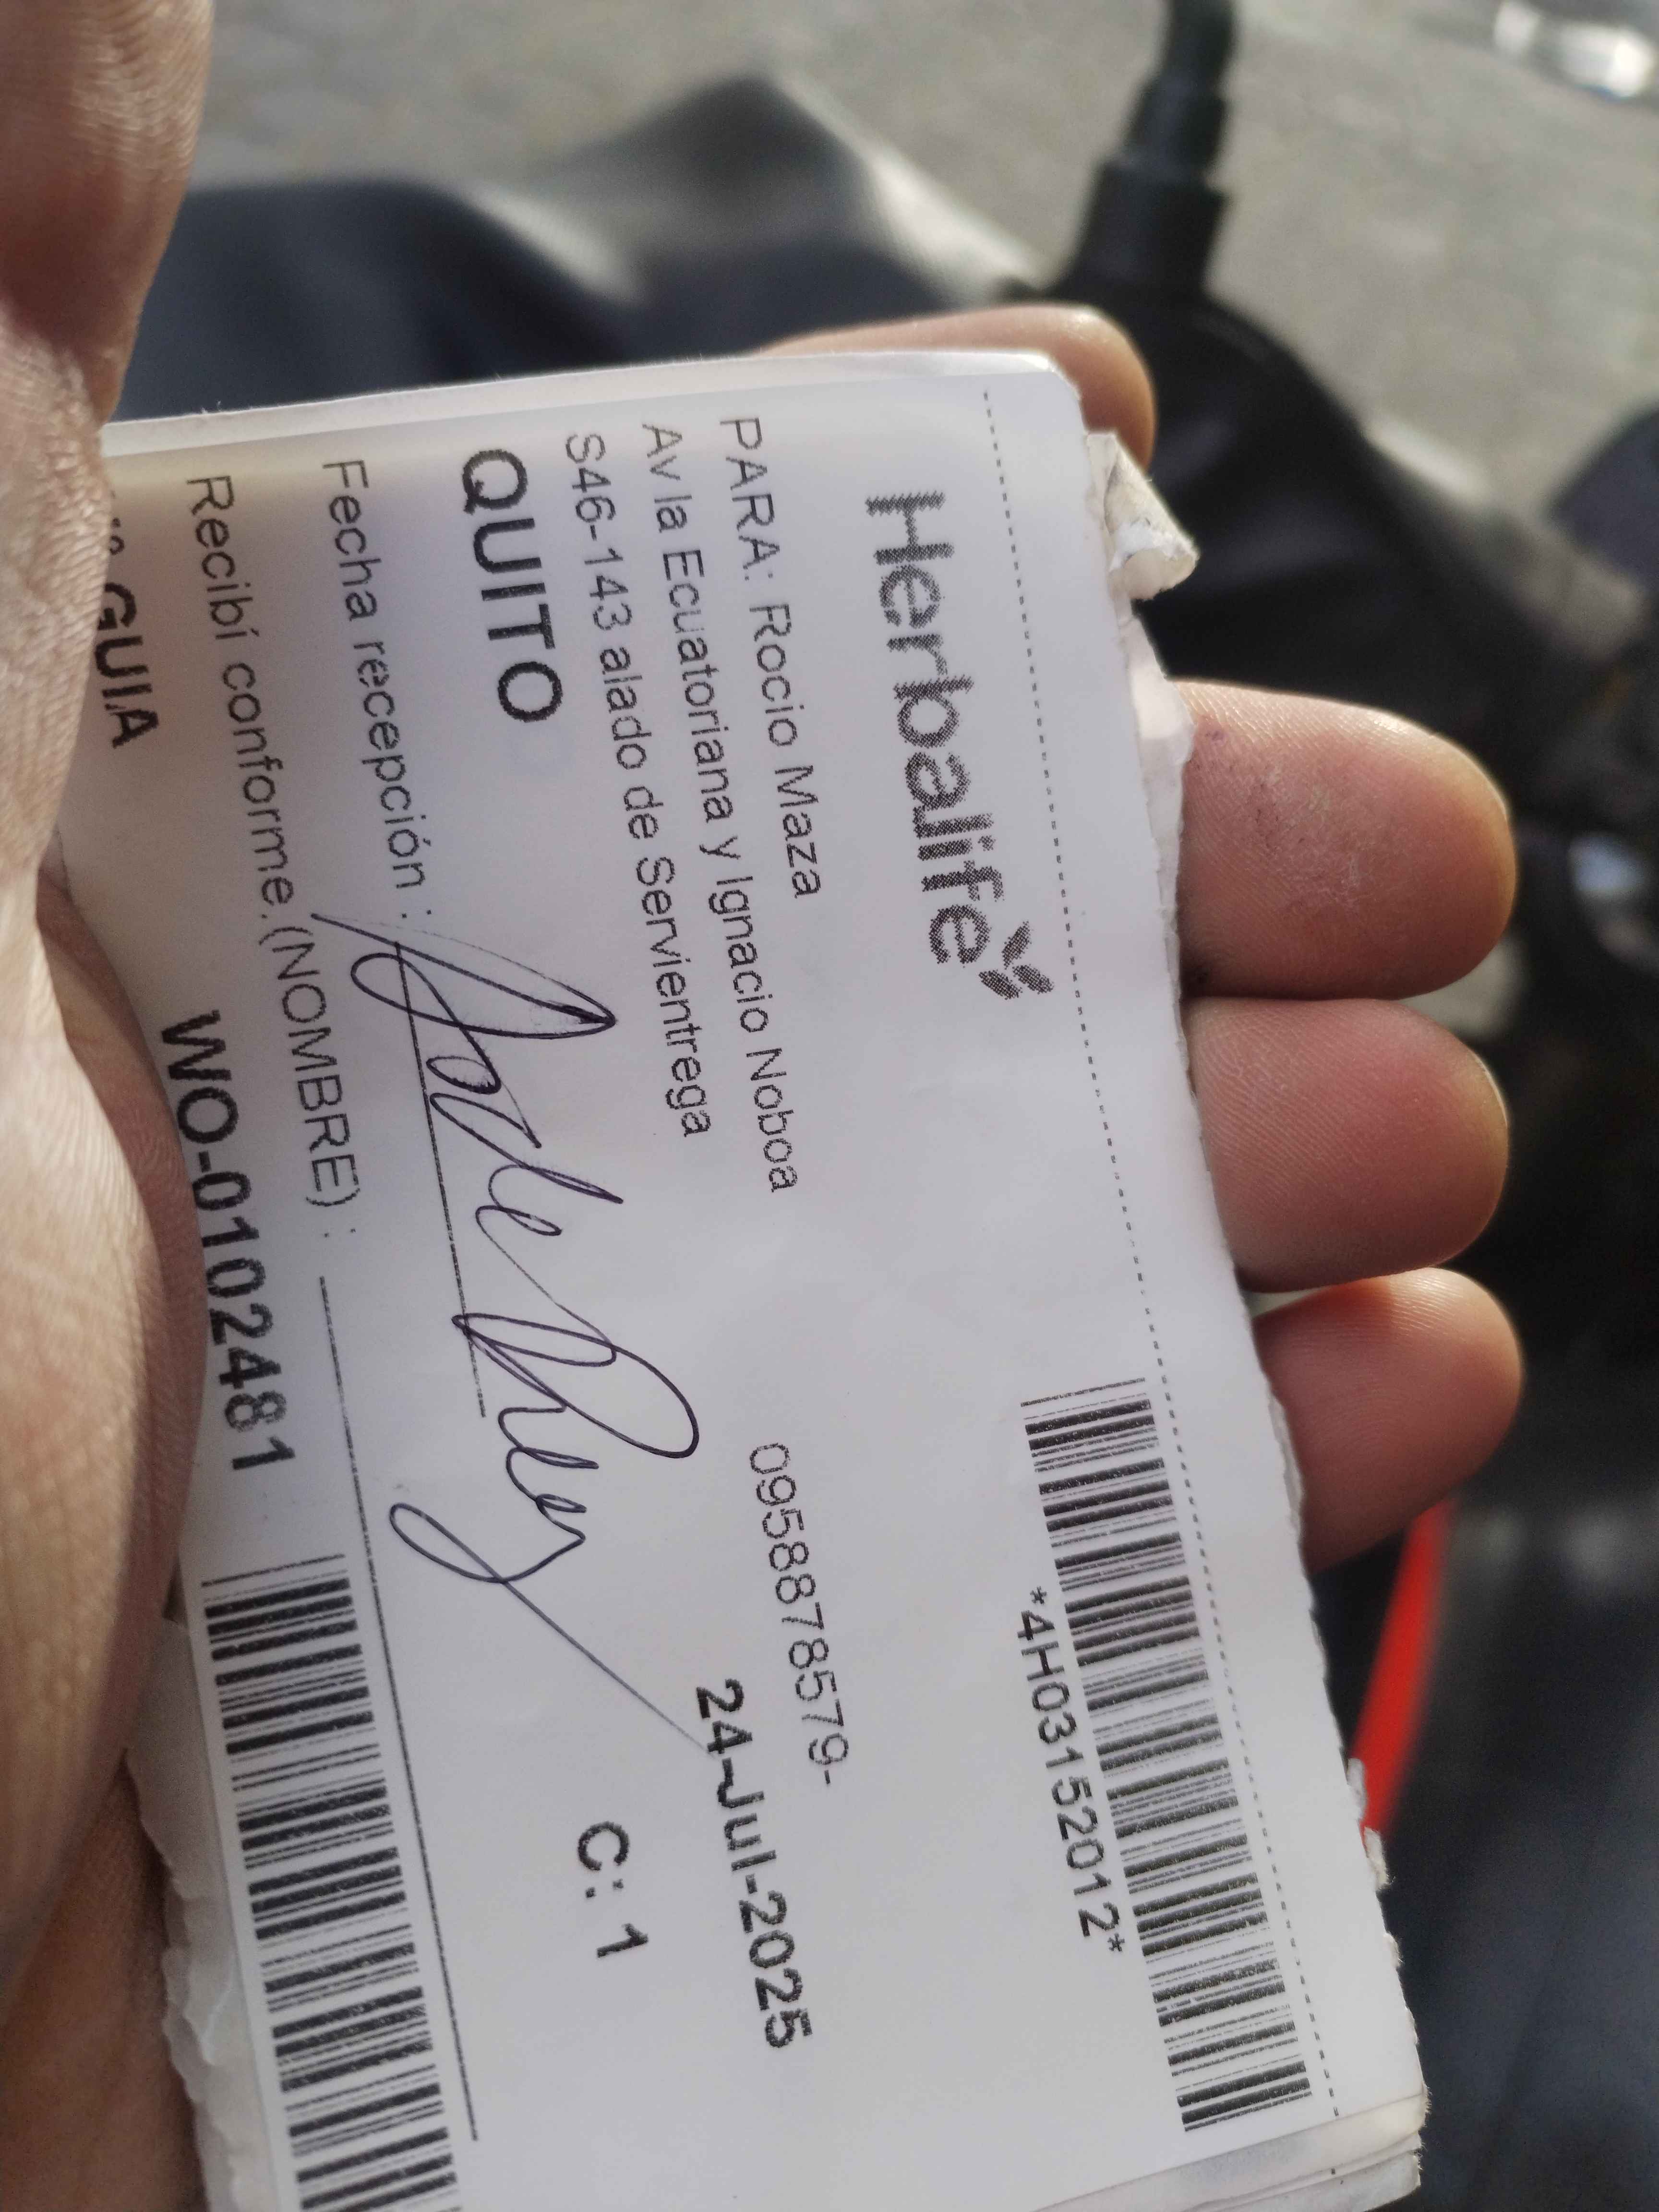 Herbalife
*4H03152012*
PARA: Rocio Maza 0958878579-
Av la Ecuatoriana y Ignacio Noboa
S46-143 alado de Servientrega 24-Jul-2025
QUITO C: 1
Fecha recepción :
Recibí conforme.(NOMBRE) :
GUIA WO-0102481